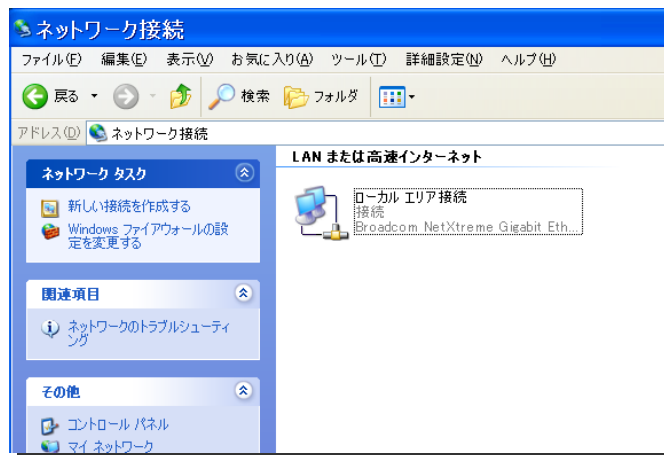 ネットワーク接続
ファイル(F) 編集(E) 表示(V) お気に入り(A) ツール(T) 詳細設定(N) ヘルプ(H)
戻る 検索 フォルダ
アドレス(D) ネットワーク接続
ネットワーク タスク
新しい接続を作成する
Windows ファイアウォールの設
定を変更する
関連項目
ネットワークのトラブルシューティ
ング
その他
コントロール パネル
マイ ネットワーク
LAN または高速インターネット
ローカル エリア接続
接続
Broadcom NetXtreme Gigabit Eth...